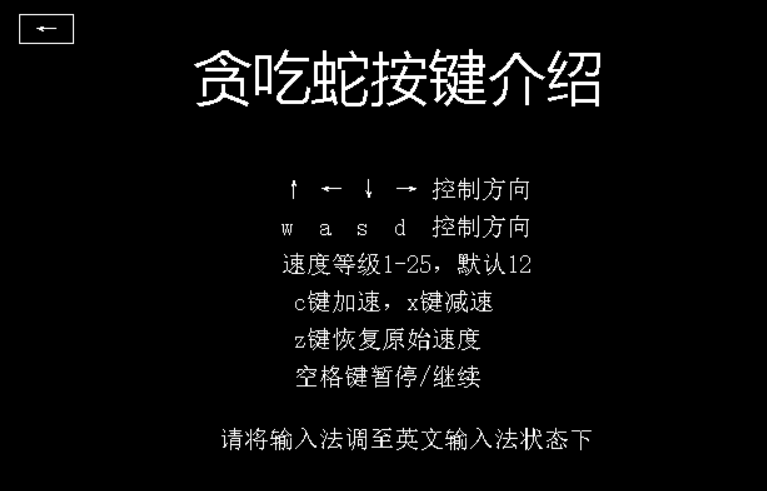 ←
贪吃蛇按键介绍
↑ ← ↓ → 控制方向
w a s d 控制方向
速度等级1-25，默认12
c键加速，x键减速
z键恢复原始速度
空格键暂停/继续
请将输入法调至英文输入法状态下